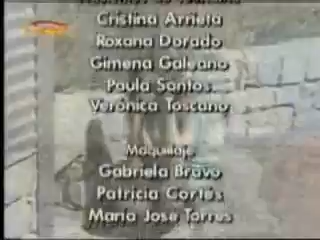 Cristina Arrieta
Roxana Dorado
Gimena Galeano
Paula Santos
Verónica Toscano
Maquillaje
Gabriela Bravo
Patricia Cortés
María José Torres